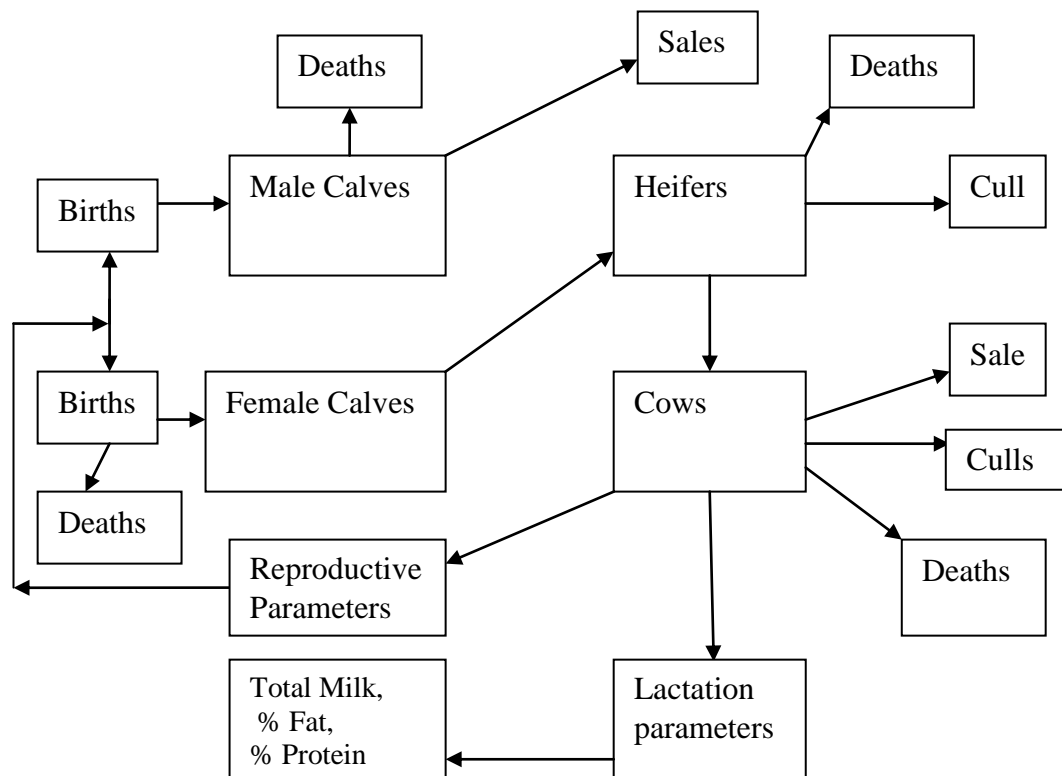 Sales
Deaths
Deaths
Male Calves
Heifers
Cull
Births
Sale
Births
Female Calves
Cows
Culls
Deaths
Deaths
Reproductive
Parameters
Total Milk,
% Fat,
% Protein
Lactation
parameters